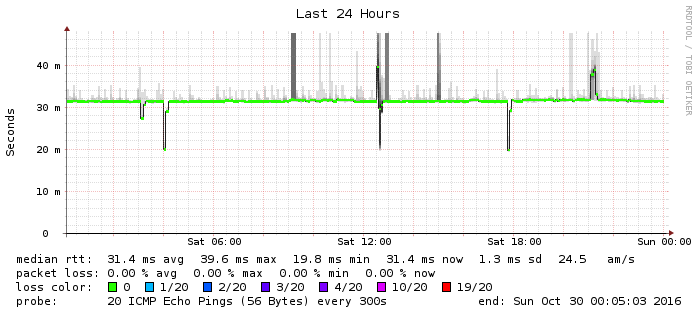 Last 24 Hours
RRDTOOL / TOBI OETIKER
Seconds
40 m
30 m
20 m
10 m
0
Sat 06:00 Sat 12:00 Sat 18:00 Sun 00:00
median rtt: 31.4 ms avg 39.6 ms max 19.8 ms min 31.4 ms now 1.3 ms sd 24.5 am/s
packet loss: 0.00 % avg 0.00 % max 0.00 % min 0.00 % now
loss color: 0 1/20 2/20 3/20 4/20 10/20 19/20
probe: 20 ICMP Echo Pings (56 Bytes) every 300s end: Sun Oct 30 00:05:03 2016